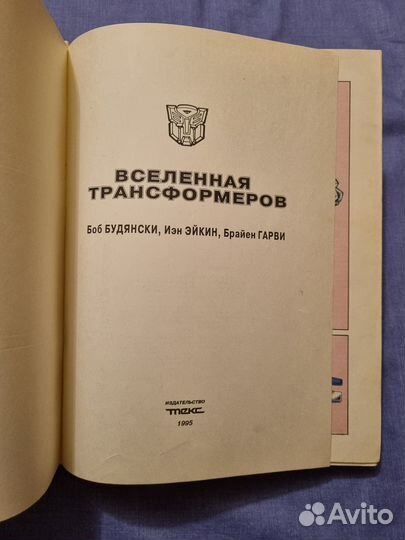 ВСЕЛЕННАЯ
ТРАНСФОРМЕРОВ
Боб БУДЯНСКИ, Иэн ЭЙКИН, Брайен ГАРВИ
ИЗДАТЕЛЬСТВО
ТЕКС
1995
Avito